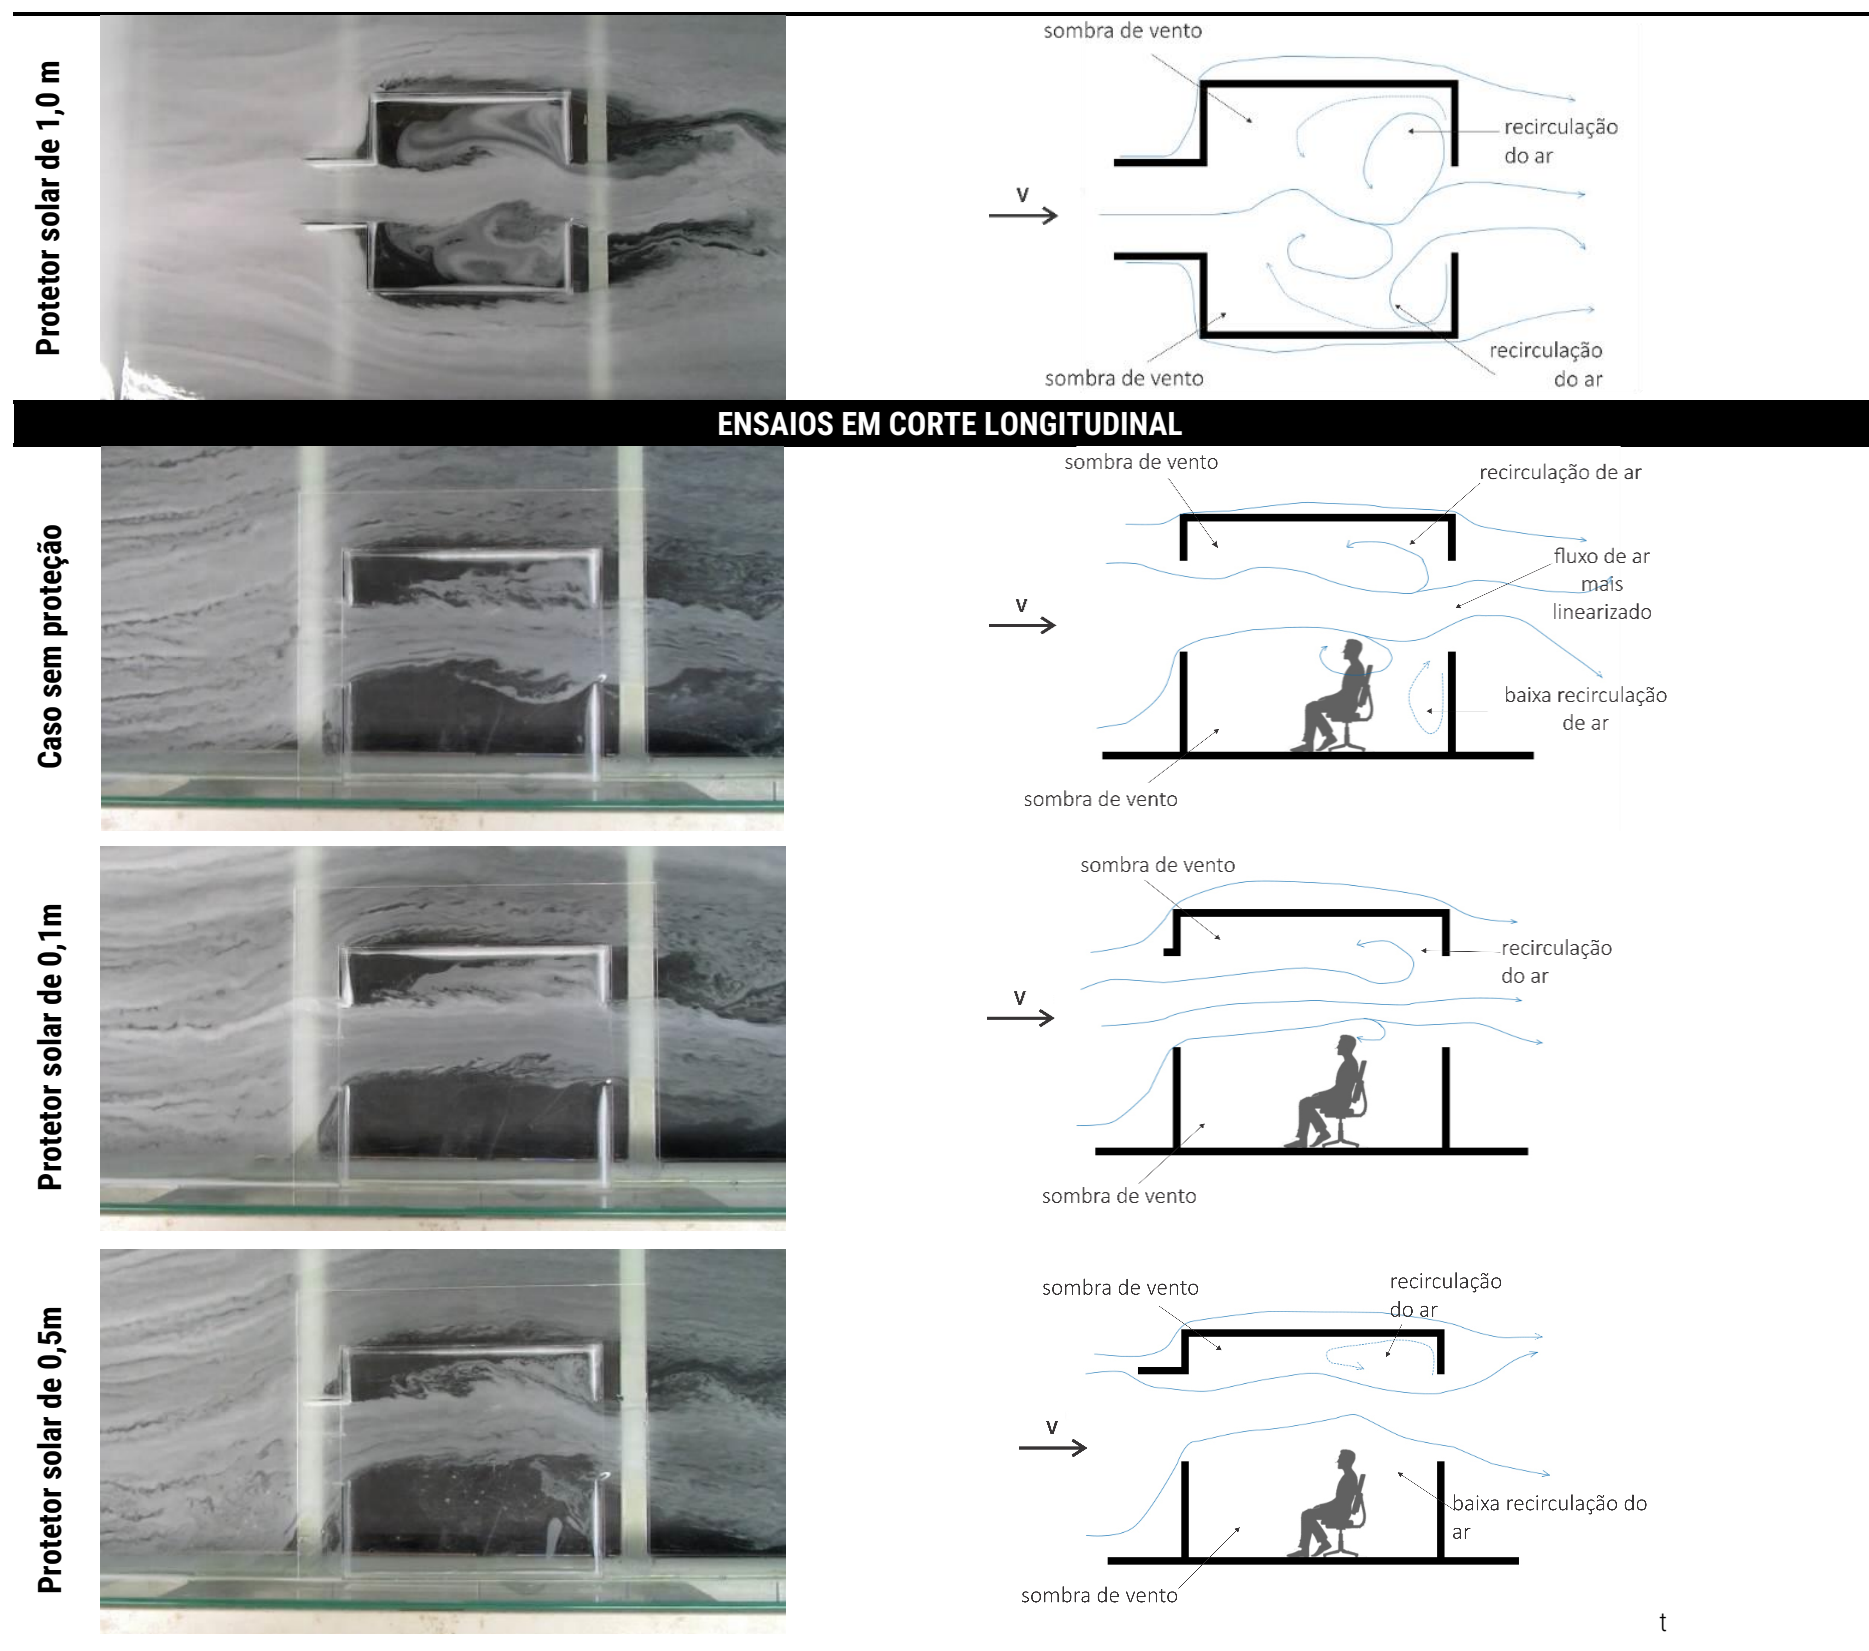 Protetor solar de 1,0 m
sombra de vento
recirculação
do ar
v
recirculação
do ar
sombra de vento
ENSAIOS EM CORTE LONGITUDINAL
Caso sem proteção
sombra de vento
recirculação de ar
fluxo de ar
mais
linearizado
v
baixa recirculação
de ar
sombra de vento
Protetor solar de 0,1m
sombra de vento
recirculação
do ar
v
sombra de vento
Protetor solar de 0,5m
sombra de vento
recirculação
do ar
v
baixa recirculação do
ar
sombra de vento
t